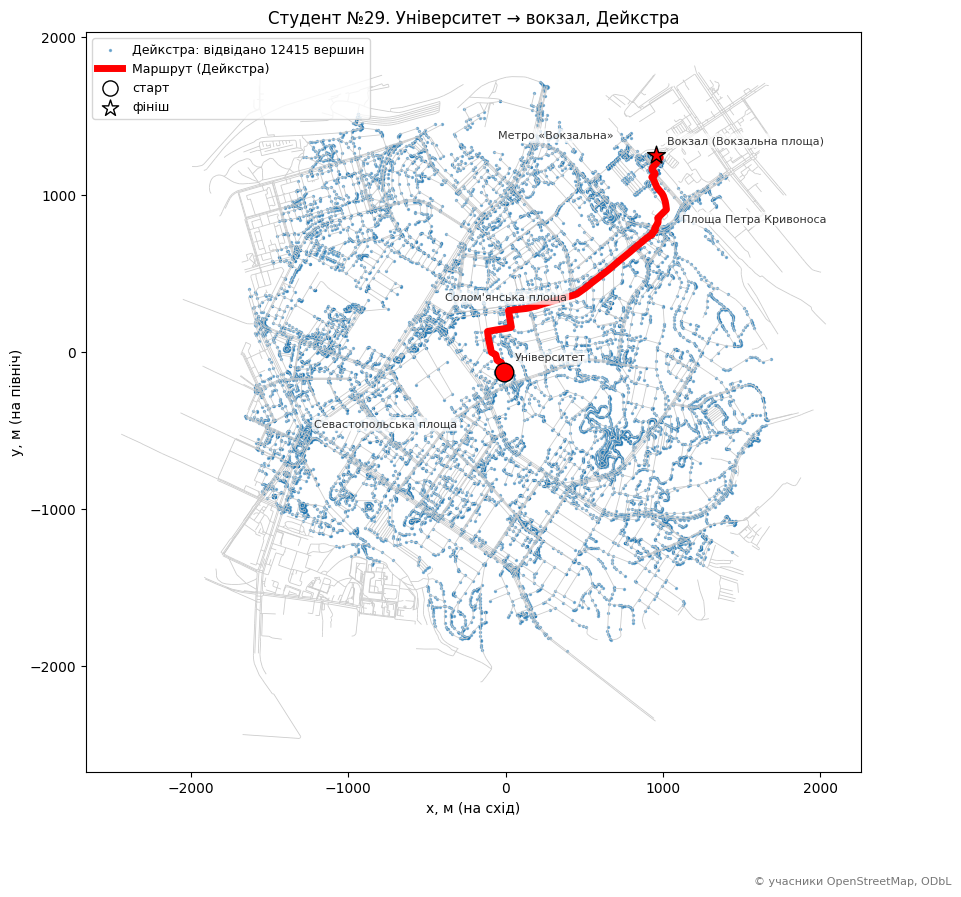 Студент №29. Університет → вокзал, Дейкстра
Дейкстра: відвідано 12415 вершин
Маршрут (Дейкстра)
старт
фініш
Метро «Вокзальна»
Вокзал (Вокзальна площа)
Площа Петра Кривоноса
Солом'янська площа
Університет
Севастопольська площа
2000
1000
0
−1000
−2000
y, м (на північ)
−2000 −1000 0 1000 2000
x, м (на схід)
© учасники OpenStreetMap, ODbL